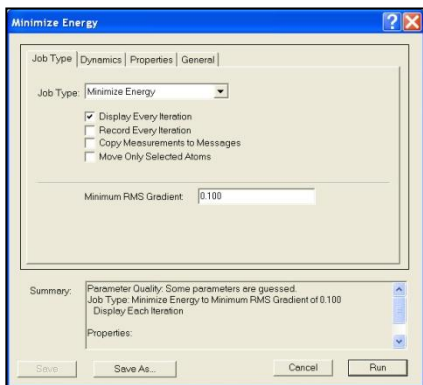 Minimize Energy
Job Type Dynamics Properties General
Job Type: Minimize Energy
Display Every Iteration
Record Every Iteration
Copy Measurements to Messages
Move Only Selected Atoms
Minimum RMS Gradient: 0.100
Summary: Parameter Quality: Some parameters are guessed.
Job Type: Minimize Energy to Minimum RMS Gradient of 0.100
Display Each Iteration
Properties:
Save Save As... Cancel Run